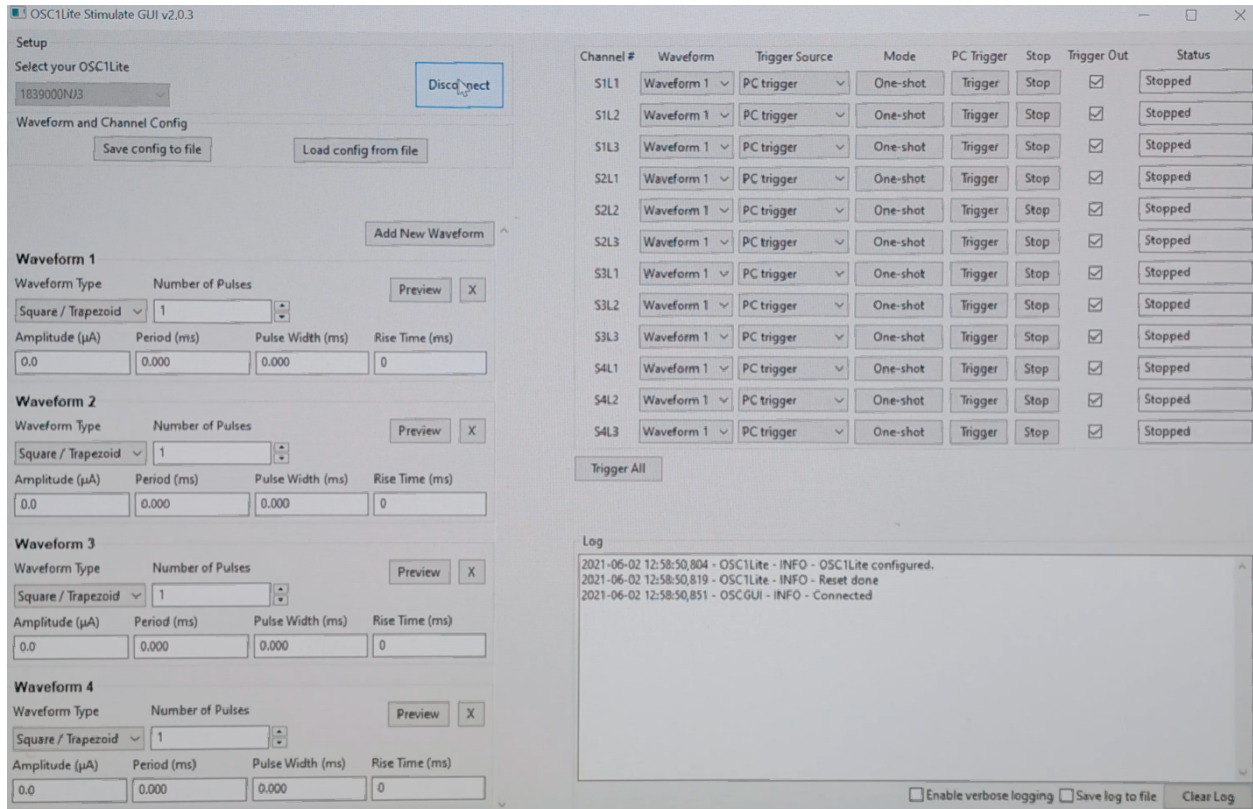 OSC1Lite Stimulate GUI v2.0.3
Setup
Select your OSC1Lite
1839000NJ3
Disconnect
Waveform and Channel Config
Save config to file Load config from file
Add New Waveform
Waveform 1
Waveform Type Number of Pulses
Square / Trapezoid 1 Preview X
Amplitude (µA) Period (ms) Pulse Width (ms) Rise Time (ms)
0.0 0.000 0.000 0
Waveform 2
Waveform Type Number of Pulses
Square / Trapezoid 1 Preview X
Amplitude (µA) Period (ms) Pulse Width (ms) Rise Time (ms)
0.0 0.000 0.000 0
Waveform 3
Waveform Type Number of Pulses
Square / Trapezoid 1 Preview X
Amplitude (µA) Period (ms) Pulse Width (ms) Rise Time (ms)
0.0 0.000 0.000 0
Waveform 4
Waveform Type Number of Pulses
Square / Trapezoid 1 Preview X
Amplitude (µA) Period (ms) Pulse Width (ms) Rise Time (ms)
0.0 0.000 0.000 0
Channel # Waveform Trigger Source Mode PC Trigger Stop Trigger Out Status
S1L1 Waveform 1 PC trigger One-shot Trigger Stop Stopped
S1L2 Waveform 1 PC trigger One-shot Trigger Stop Stopped
S1L3 Waveform 1 PC trigger One-shot Trigger Stop Stopped
S2L1 Waveform 1 PC trigger One-shot Trigger Stop Stopped
S2L2 Waveform 1 PC trigger One-shot Trigger Stop Stopped
S2L3 Waveform 1 PC trigger One-shot Trigger Stop Stopped
S3L1 Waveform 1 PC trigger One-shot Trigger Stop Stopped
S3L2 Waveform 1 PC trigger One-shot Trigger Stop Stopped
S3L3 Waveform 1 PC trigger One-shot Trigger Stop Stopped
S4L1 Waveform 1 PC trigger One-shot Trigger Stop Stopped
S4L2 Waveform 1 PC trigger One-shot Trigger Stop Stopped
S4L3 Waveform 1 PC trigger One-shot Trigger Stop Stopped
Trigger All
Log
2021-06-02 12:58:50,804 - OSC1Lite - INFO - OSC1Lite configured.
2021-06-02 12:58:50,819 - OSC1Lite - INFO - Reset done
2021-06-02 12:58:50,851 - OSCGUI - INFO - Connected
Enable verbose logging Save log to file Clear Log